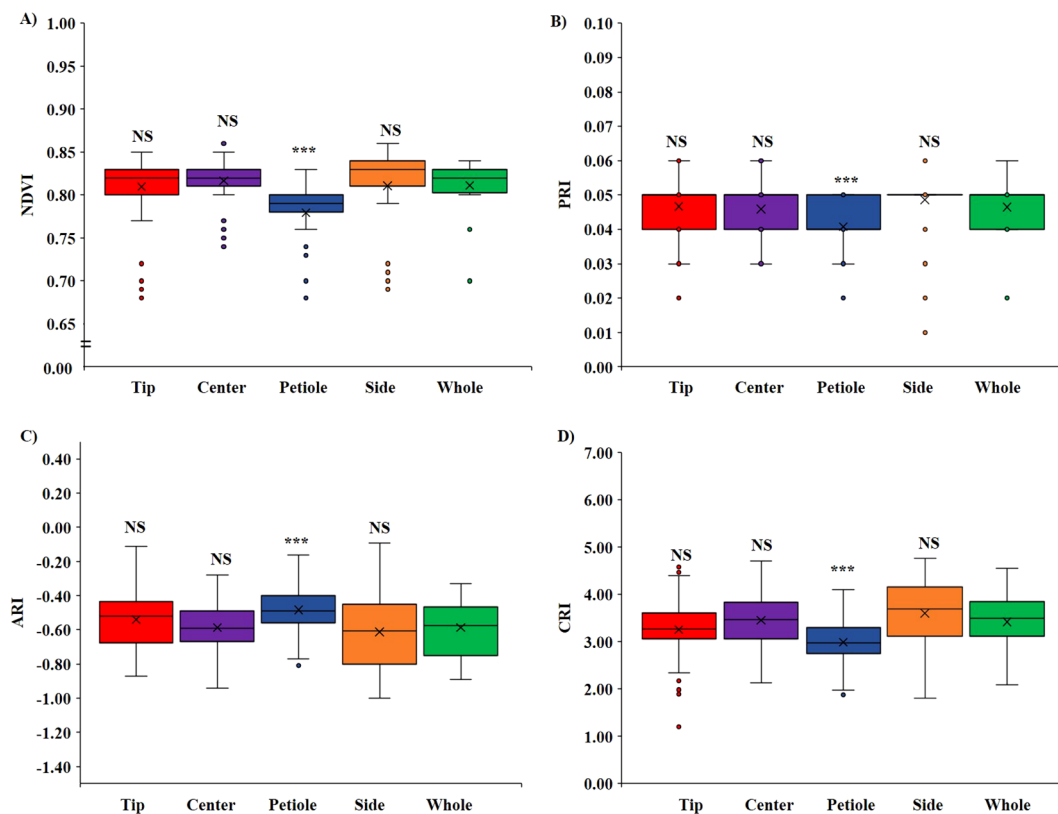 A)
1.00
0.95
0.90
0.85
0.80
0.75
0.70
0.65
0.00
NDVI
NS
NS
***
NS
Tip Center Petiole Side Whole
B)
0.10
0.09
0.08
0.07
0.06
0.05
0.04
0.03
0.02
0.01
0.00
PRI
NS
NS
***
NS
Tip Center Petiole Side Whole
C)
0.40
0.20
0.00
-0.20
-0.40
-0.60
-0.80
-1.00
-1.20
-1.40
ARI
NS
NS
***
NS
Tip Center Petiole Side Whole
D)
7.00
6.00
5.00
4.00
3.00
2.00
1.00
0.00
CRI
NS
NS
***
NS
Tip Center Petiole Side Whole